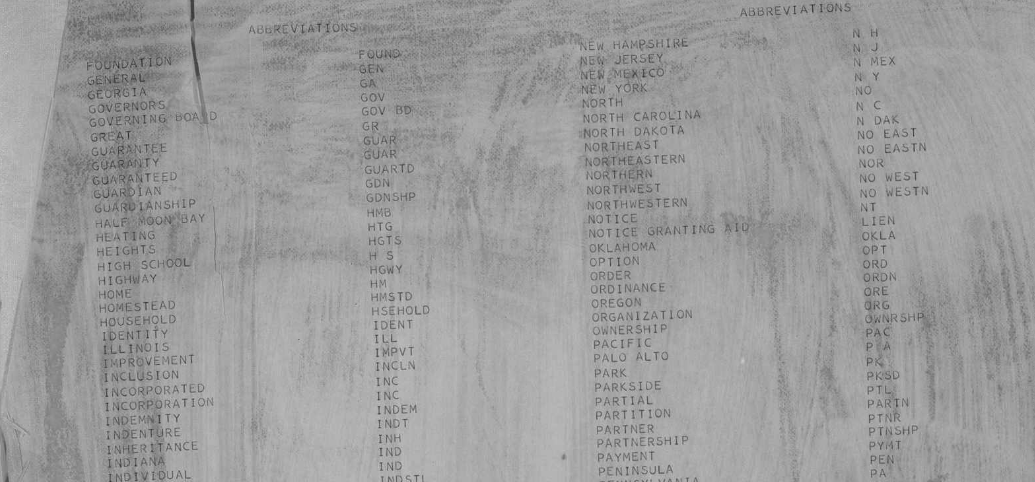 ABBREVIATIONS
FOUNDATION FOUND
GENERAL GEN
GEORGIA GA
GOVERNORS GOV
GOVERNING BOARD GOV BD
GREAT GR
GUARANTEE GUAR
GUARANTY GUAR
GUARANTEED GUARTD
GUARDIAN GDN
GUARDIANSHIP GDNSHP
HALF MOON BAY HMB
HEATING HTG
HEIGHTS HGTS
HIGH SCHOOL H S
HIGHWAY HGWY
HOME HM
HOMESTEAD HMSTD
HOUSEHOLD HSEHOLD
IDENTITY IDENT
ILLINOIS ILL
IMPROVEMENT IMPVT
INCLUSION INCLN
INCORPORATED INC
INCORPORATION INC
INDEMNITY INDEM
INDENTURE INDT
INHERITANCE INH
INDIANA IND
INDIVIDUAL IND
INDSTL
ABBREVIATIONS
NEW HAMPSHIRE N H
NEW JERSEY N J
NEW MEXICO N MEX
NEW YORK N Y
NORTH NO
NORTH CAROLINA N C
NORTH DAKOTA N DAK
NORTHEAST NO EAST
NORTHEASTERN NO EASTN
NORTHERN NOR
NORTHWEST NO WEST
NORTHWESTERN NO WESTN
NOTICE NT
NOTICE GRANTING AID LIEN
OKLAHOMA OKLA
OPTION OPT
ORDER ORD
ORDINANCE ORDN
OREGON ORE
ORGANIZATION ORG
OWNERSHIP OWNRSHP
PACIFIC PAC
PALO ALTO P A
PARK PK
PARKSIDE PKSD
PARTIAL PTL
PARTITION PARTN
PARTNER PTNR
PARTNERSHIP PTNSHP
PAYMENT PYMT
PENINSULA PEN
PENNSYLVANIA PA